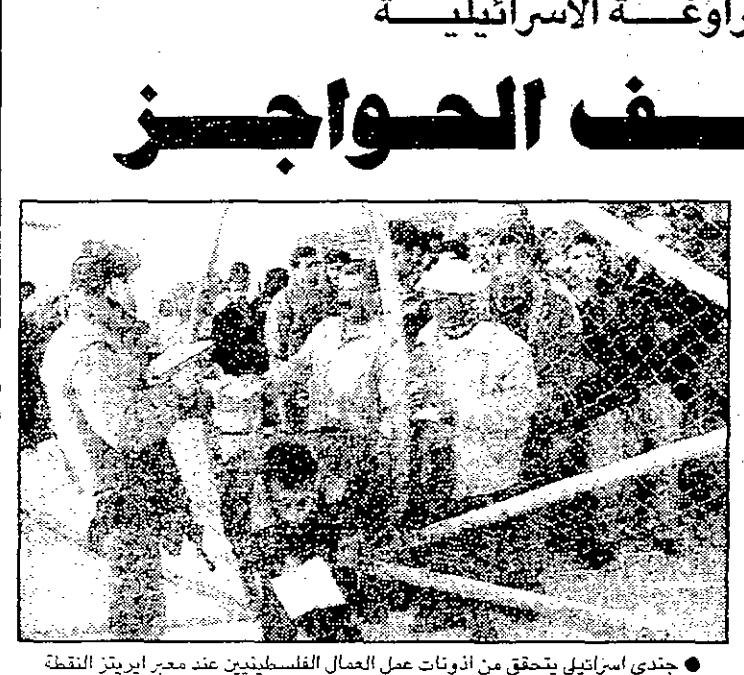 راوغة الاسرائيلية
ف الحواجز
● جندى اسرائيلى يتحقق من اذونات عمل العمال الفلسطينيين عند معبر ايريتز النقطة